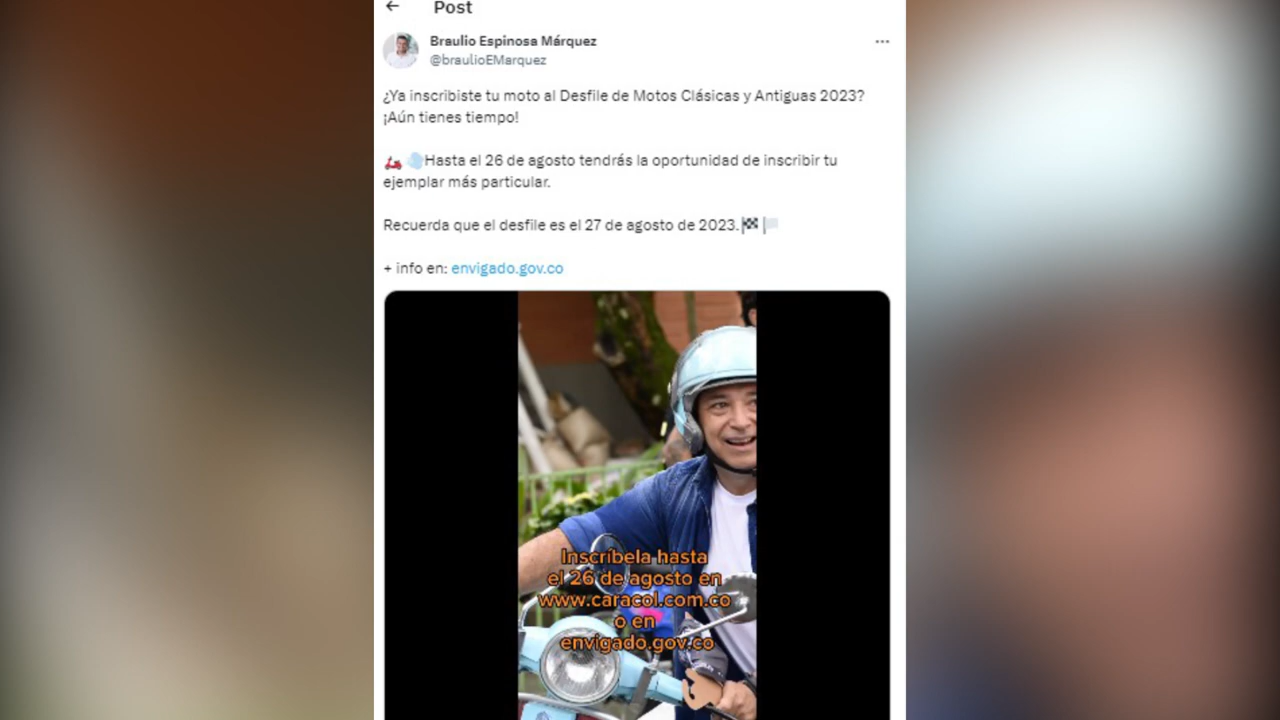 Post
Braulio Espinosa Márquez
@braulioEMarquez
¿Ya inscribiste tu moto al Desfile de Motos Clásicas y Antiguas 2023?
¡Aún tienes tiempo!
Hasta el 26 de agosto tendrás la oportunidad de inscribir tu
ejemplar más particular.
Recuerda que el desfile es el 27 de agosto de 2023.
+ info en: envigado.gov.co
Inscríbela hasta
el 26 de agosto en
www.caracol.com.co
o en
envigado.gov.co